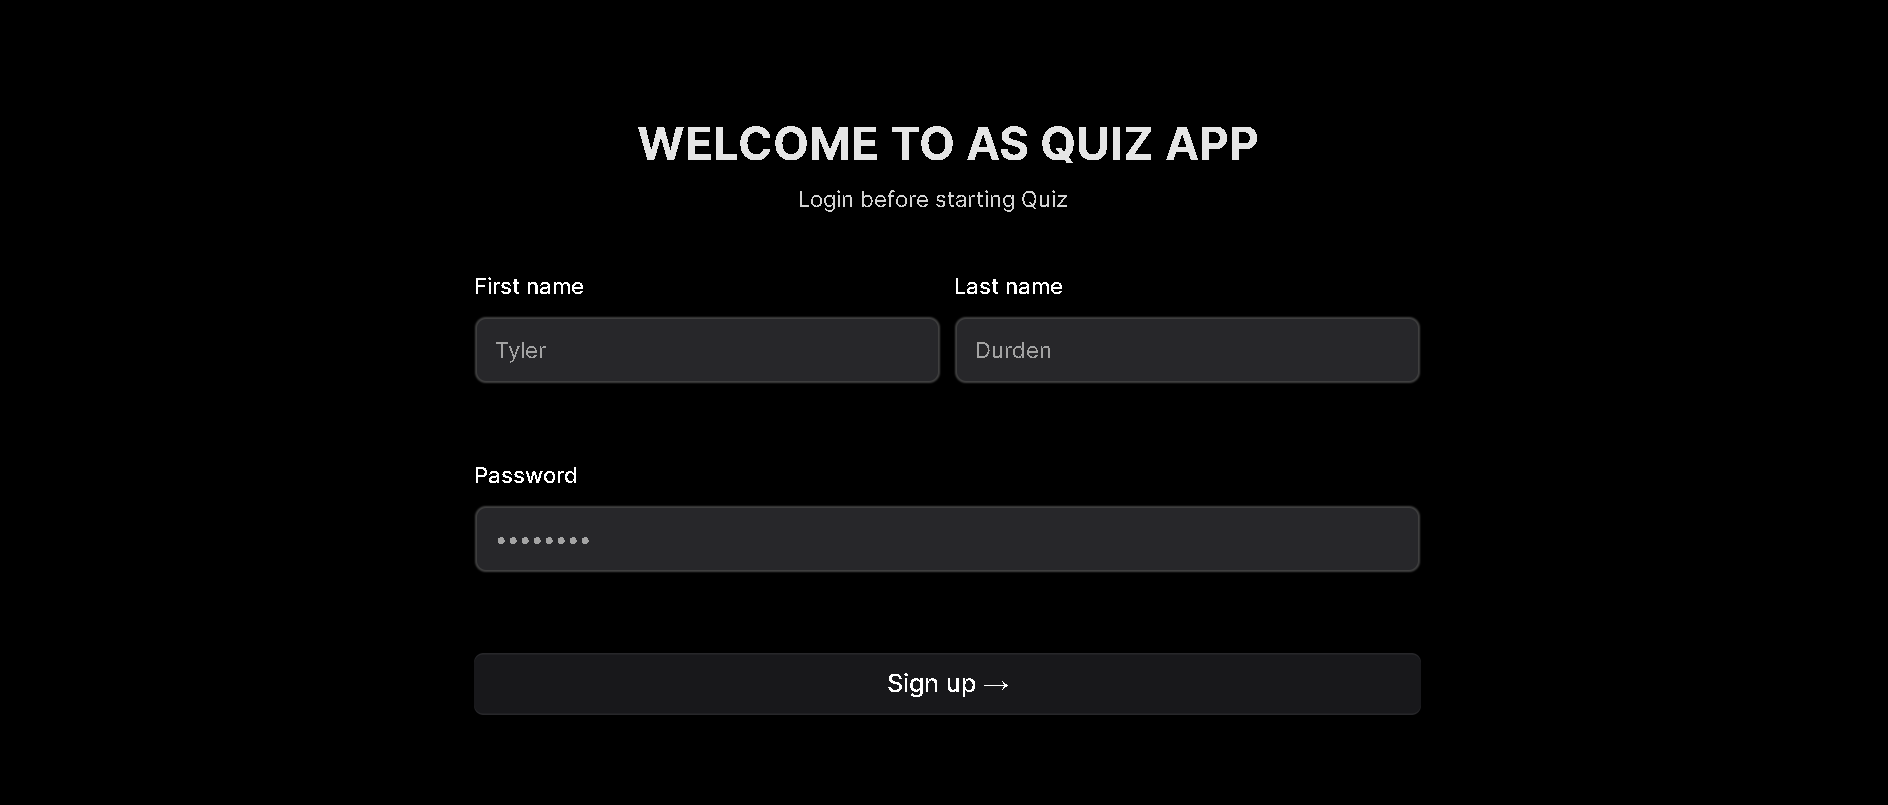 WELCOME TO AS QUIZ APP
Login before starting Quiz
First name Last name
Tyler Durden
Password
••••••••
Sign up →